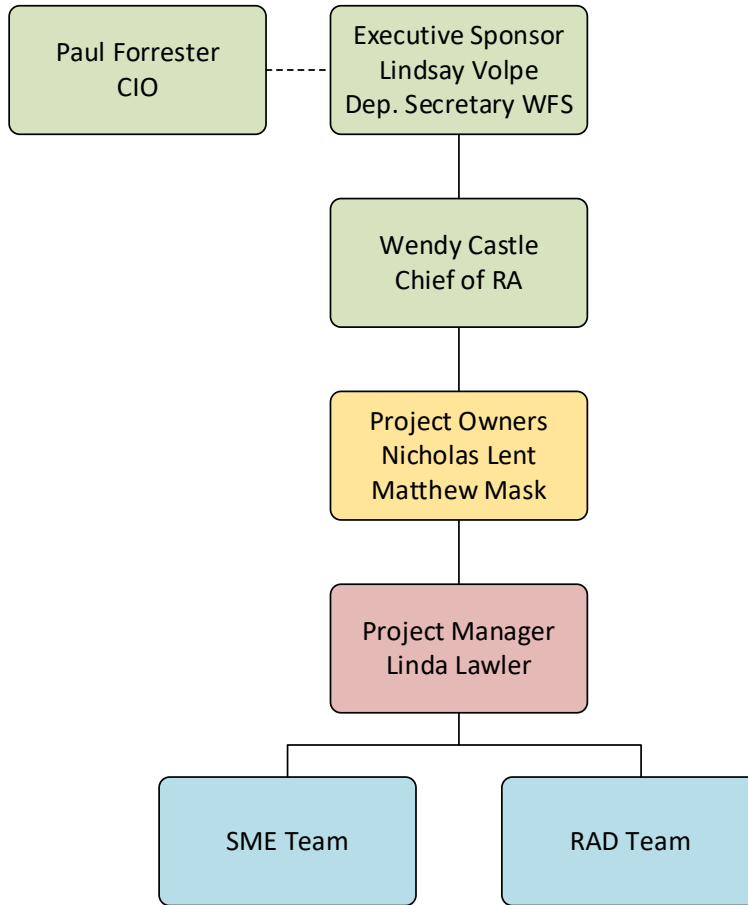 Paul Forrester
CIO
Executive Sponsor
Lindsay Volpe
Dep. Secretary WFS
Wendy Castle
Chief of RA
Project Owners
Nicholas Lent
Matthew Mask
Project Manager
Linda Lawler
SME Team
RAD Team